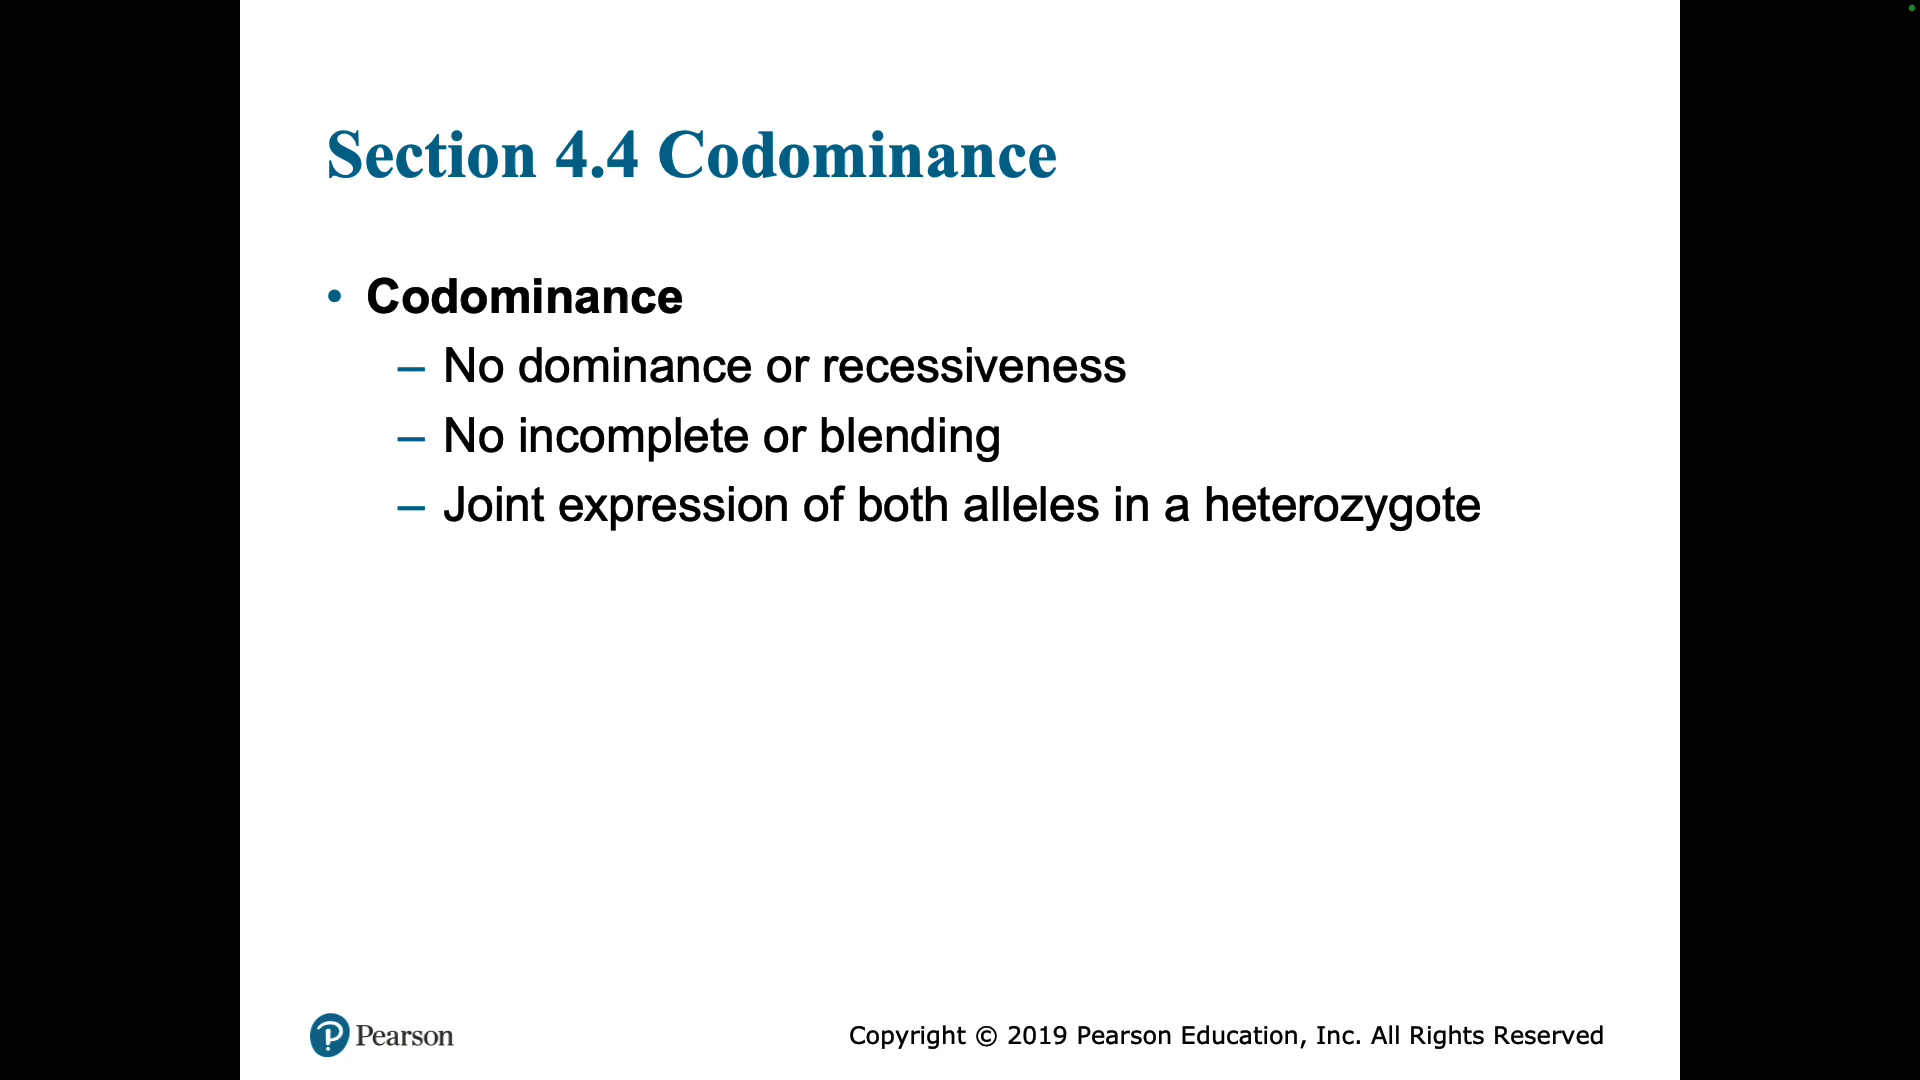 Section 4.4 Codominance
• Codominance
– No dominance or recessiveness
– No incomplete or blending
– Joint expression of both alleles in a heterozygote
Pearson
Copyright © 2019 Pearson Education, Inc. All Rights Reserved